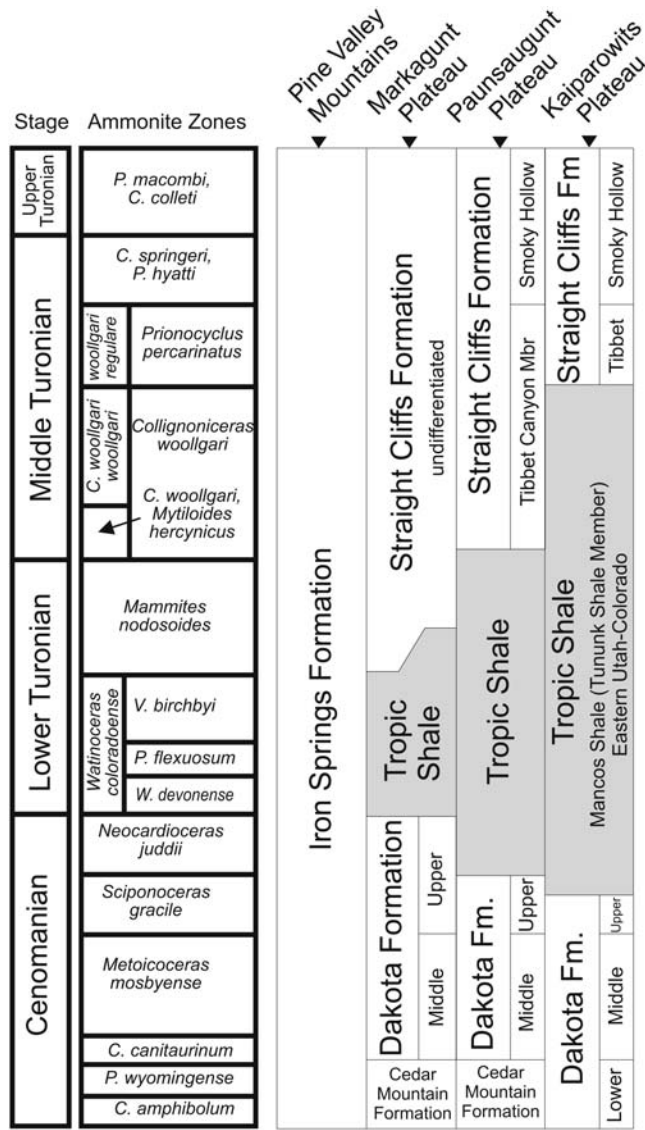 Pine Valley
Mountains
Markagunt
Plateau
Paunsaugunt
Plateau
Kaiparowits
Plateau
Stage
Ammonite Zones
Upper
Turonian
Middle Turonian
Lower Turonian
Cenomanian
P. macombi,
C. colleti
C. springeri,
P. hyatti
woollgari
regulare
Prionocyclus
percarinatus
C. woollgari
woollgari
Collignoniceras
woollgari
C. woollgari,
Mytiloides
hercynicus
Mammites
nodosoides
Watinoceras
coloradoense
V. birchbyi
P. flexuosum
W. devonense
Neocardioceras
juddii
Sciponoceras
gracile
Metoicoceras
mosbyense
C. canitaurinum
P. wyomingense
C. amphibolum
Iron Springs Formation
Straight Cliffs Formation
undifferentiated
Tropic
Shale
Dakota Formation
Upper
Middle
Cedar
Mountain
Formation
Straight Cliffs Formation
Smoky Hollow
Tibbet Canyon Mbr
Tropic Shale
Dakota Fm.
Upper
Middle
Cedar
Mountain
Formation
Straight Cliffs Fm
Smoky Hollow
Tibbet
Tropic Shale
Mancos Shale (Tununk Shale Member)
Eastern Utah-Colorado
Dakota Fm.
Upper
Middle
Lower